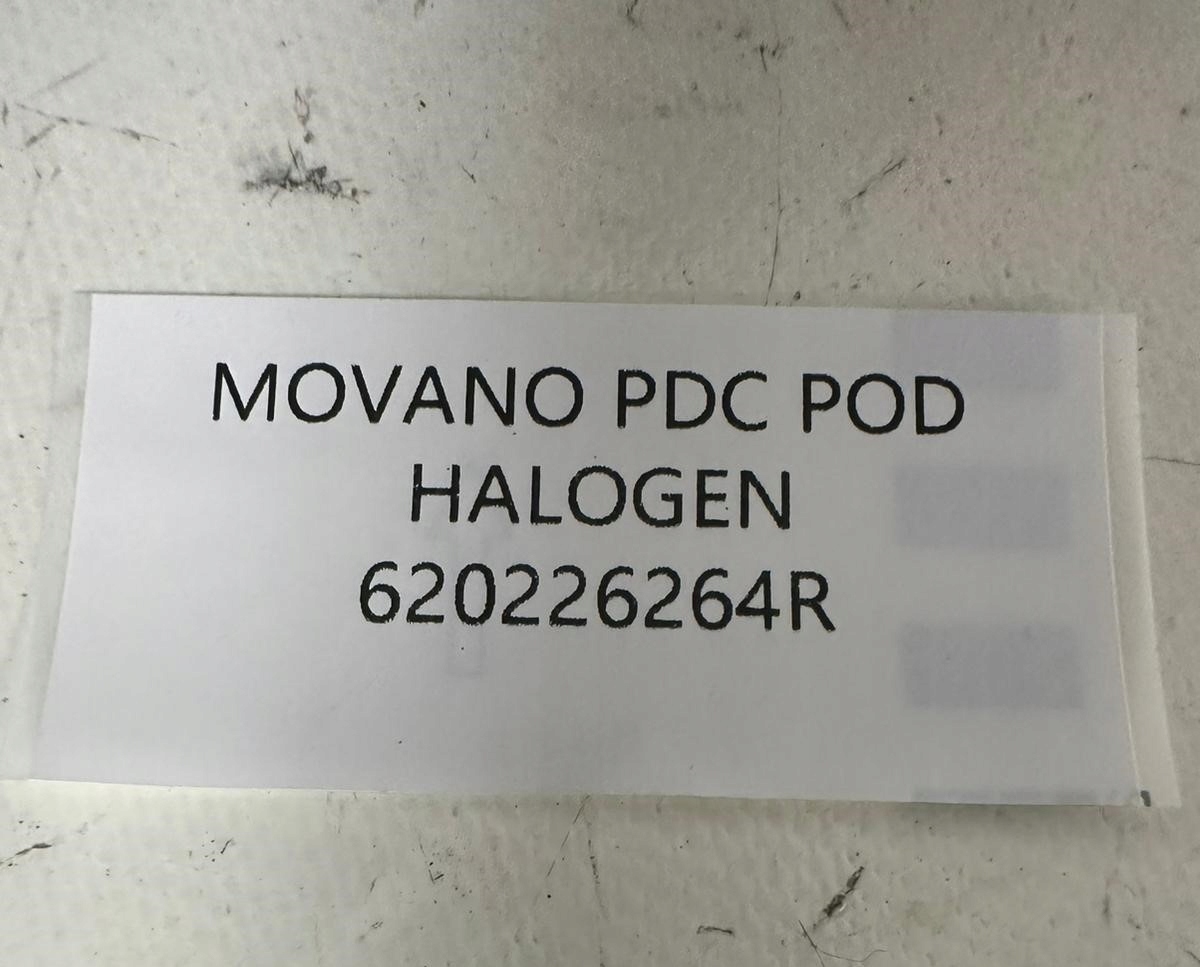 MOVANO PDC POD
HALOGEN
620226264R